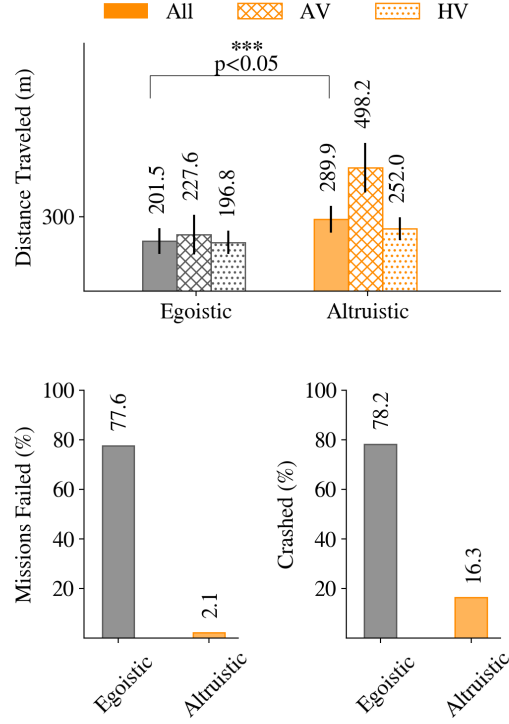 All AV HV
***
p<0.05
Distance Traveled (m)
300
201.5
227.6
196.8
289.9
498.2
252.0
Egoistic Altruistic
Missions Failed (%)
100
80
60
40
20
77.6
2.1
Egoistic Altruistic
Crashed (%)
100
80
60
40
20
78.2
16.3
Egoistic Altruistic